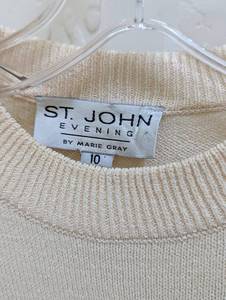 ST. JOHN
EVENING
BY MARIE GRAY
10